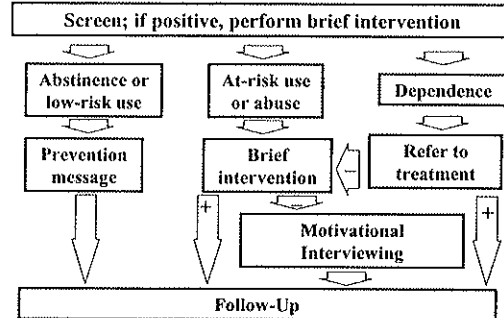 Screen; if positive, perform brief intervention
Abstinence or
low-risk use
At-risk use
or abuse
Dependence
Prevention
message
Brief
intervention
–
Refer to
treatment
+
–
+
Motivational
Interviewing
Follow-Up